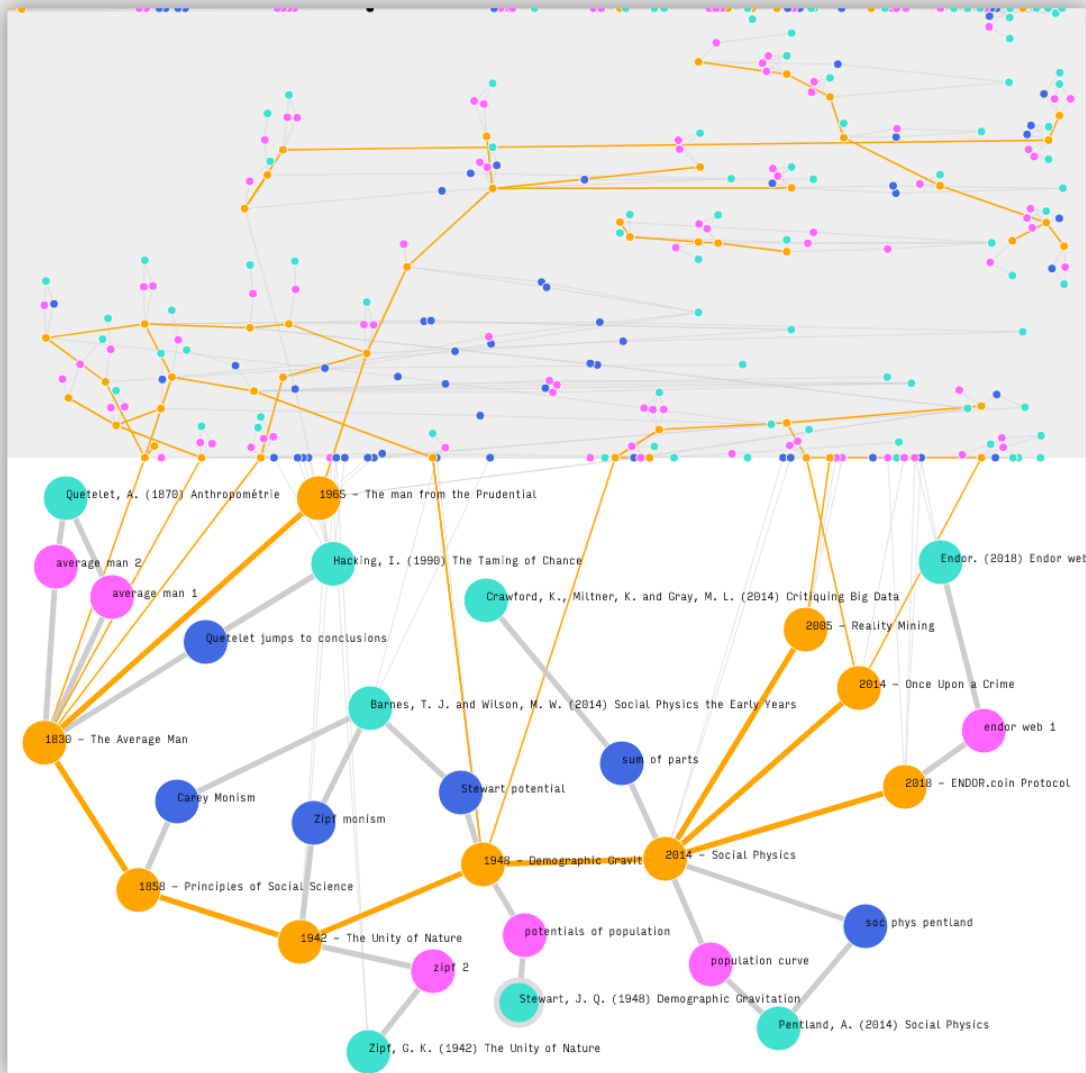 Quetelet, A. (1870) Anthropométrie
1965 - The man from the Prudential
average man 2
Hacking, I. (1990) The Taming of Chance
Endor. (2018) Endor web
average man 1
Crawford, K., Miltner, K. and Gray, M. L. (2014) Critiquing Big Data
2005 - Reality Mining
Quetelet jumps to conclusions
2014 - Once Upon a Crime
Barnes, T. J. and Wilson, M. W. (2014) Social Physics the Early Years
endor web 1
1830 - The Average Man
sum of parts
2018 - ENDOR.coin Protocol
Stewart potential
Carey Monism
Zipf monism
2014 - Social Physics
1948 - Demographic Gravit
1858 - Principles of Social Science
soc phys pentland
potentials of population
1942 - The Unity of Nature
population curve
zipf 2
Stewart, J. Q. (1948) Demographic Gravitation
Pentland, A. (2014) Social Physics
Zipf, G. K. (1942) The Unity of Nature